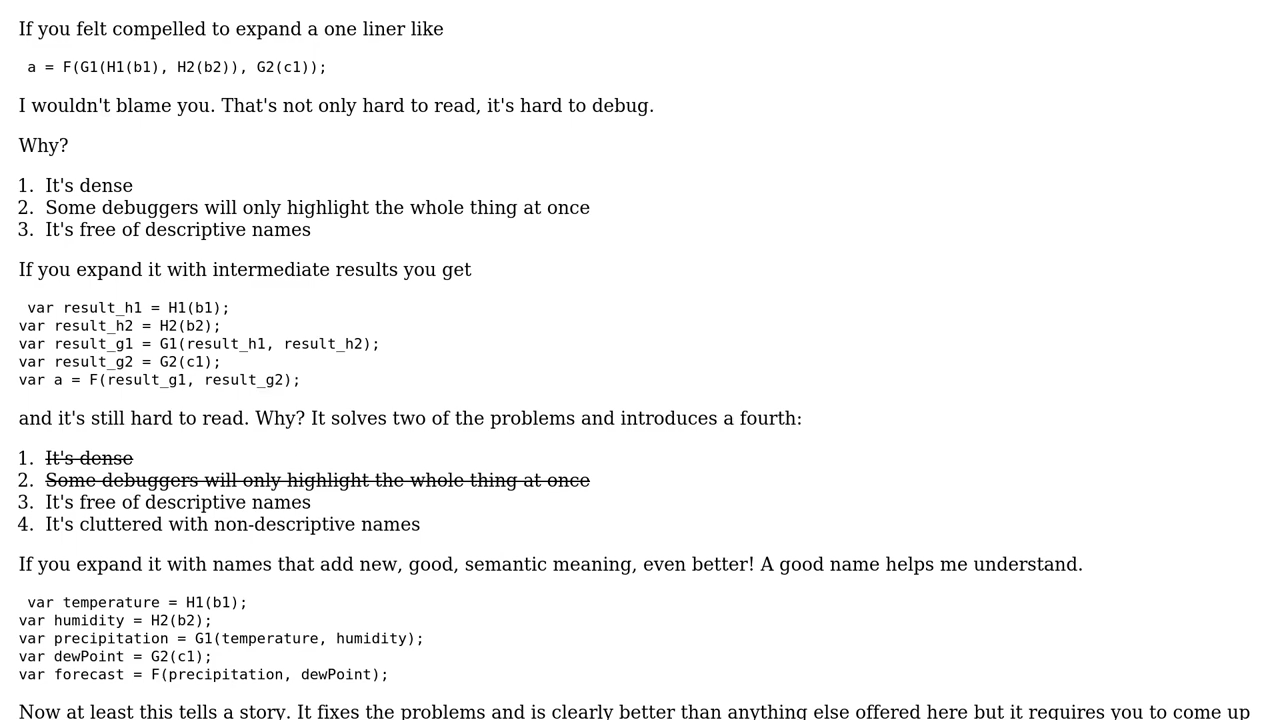 If you felt compelled to expand a one liner like
a = F(G1(H1(b1), H2(b2)), G2(c1));
I wouldn't blame you. That's not only hard to read, it's hard to debug.
Why?
1. It's dense
2. Some debuggers will only highlight the whole thing at once
3. It's free of descriptive names
If you expand it with intermediate results you get
var result_h1 = H1(b1);
var result_h2 = H2(b2);
var result_g1 = G1(result_h1, result_h2);
var result_g2 = G2(c1);
var a = F(result_g1, result_g2);
and it's still hard to read. Why? It solves two of the problems and introduces a fourth:
1. It's dense
2. Some debuggers will only highlight the whole thing at once
3. It's free of descriptive names
4. It's cluttered with non-descriptive names
If you expand it with names that add new, good, semantic meaning, even better! A good name helps me understand.
var temperature = H1(b1);
var humidity = H2(b2);
var precipitation = G1(temperature, humidity);
var dewPoint = G2(c1);
var forecast = F(precipitation, dewPoint);
Now at least this tells a story. It fixes the problems and is clearly better than anything else offered here but it requires you to come up